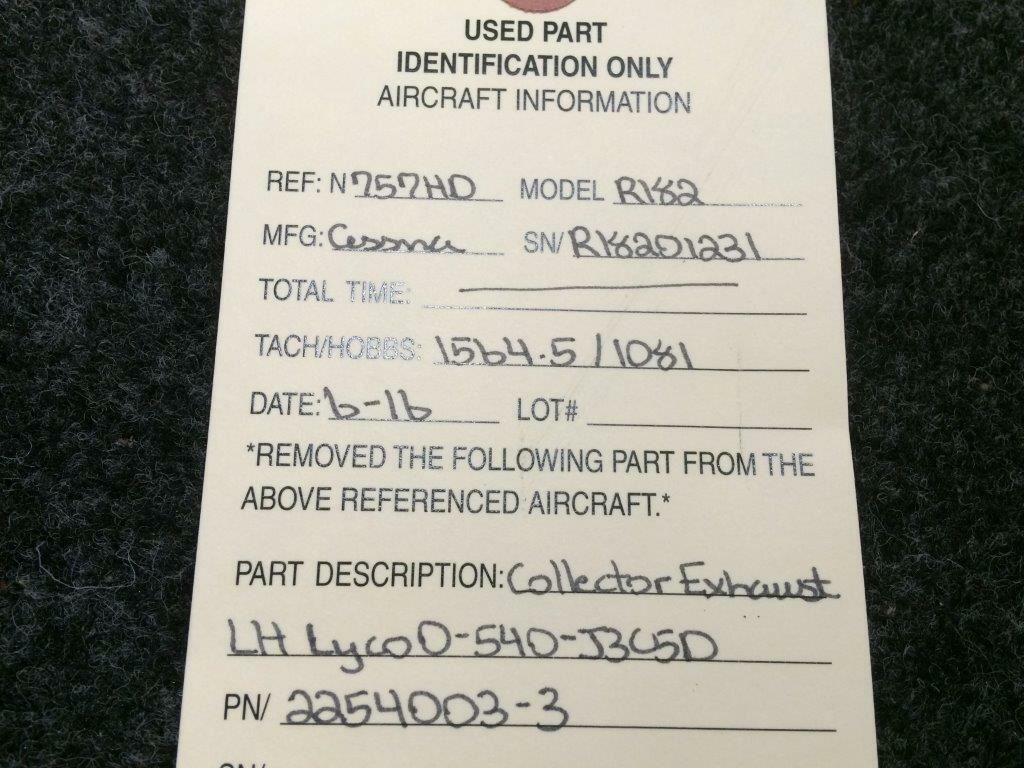 USED PART
IDENTIFICATION ONLY
AIRCRAFT INFORMATION
REF: N757HD MODEL R182
MFG: Cessna SN/ R18201231
TOTAL TIME:
TACH/HOBBS: 1564.5 / 1081
DATE: 6-16 LOT#
*REMOVED THE FOLLOWING PART FROM THE
ABOVE REFERENCED AIRCRAFT.*
PART DESCRIPTION: Collector Exhaust
LH Lyco O-540-J3C5D
PN/ 2254003-3
SN/